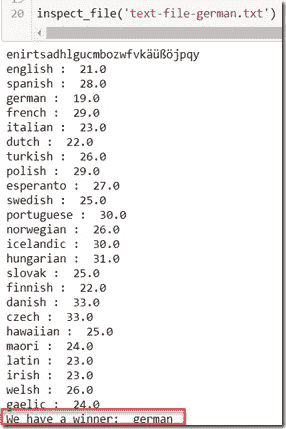 19
20 inspect_file('text-file-german.txt')
enirtsadhlgucmbozwfvkäüßöjpqy
english :  21.0
spanish :  28.0
german :  19.0
french :  29.0
italian :  23.0
dutch :  22.0
turkish :  26.0
polish :  29.0
esperanto :  27.0
swedish :  25.0
portuguese :  30.0
norwegian :  26.0
icelandic :  30.0
hungarian :  31.0
slovak :  25.0
finnish :  22.0
danish :  33.0
czech :  33.0
hawaiian :  25.0
maori :  24.0
latin :  23.0
irish :  23.0
welsh :  26.0
gaelic :  24.0
We have a winner:  german